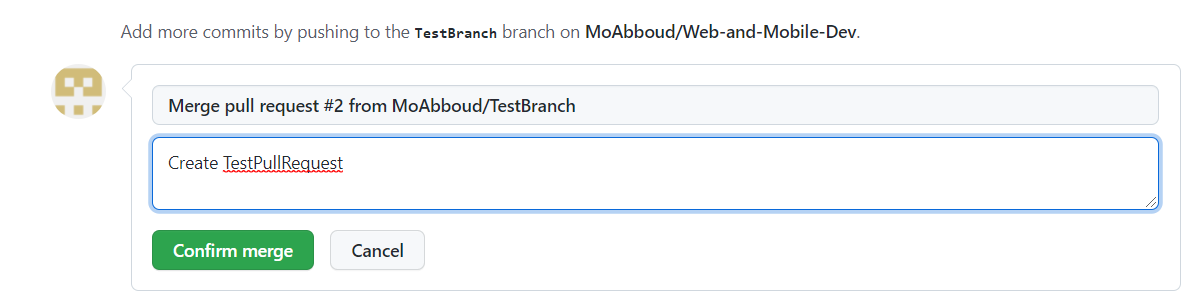 Add more commits by pushing to the TestBranch branch on MoAbboud/Web-and-Mobile-Dev.
Merge pull request #2 from MoAbboud/TestBranch
Create TestPullRequest
Confirm merge Cancel